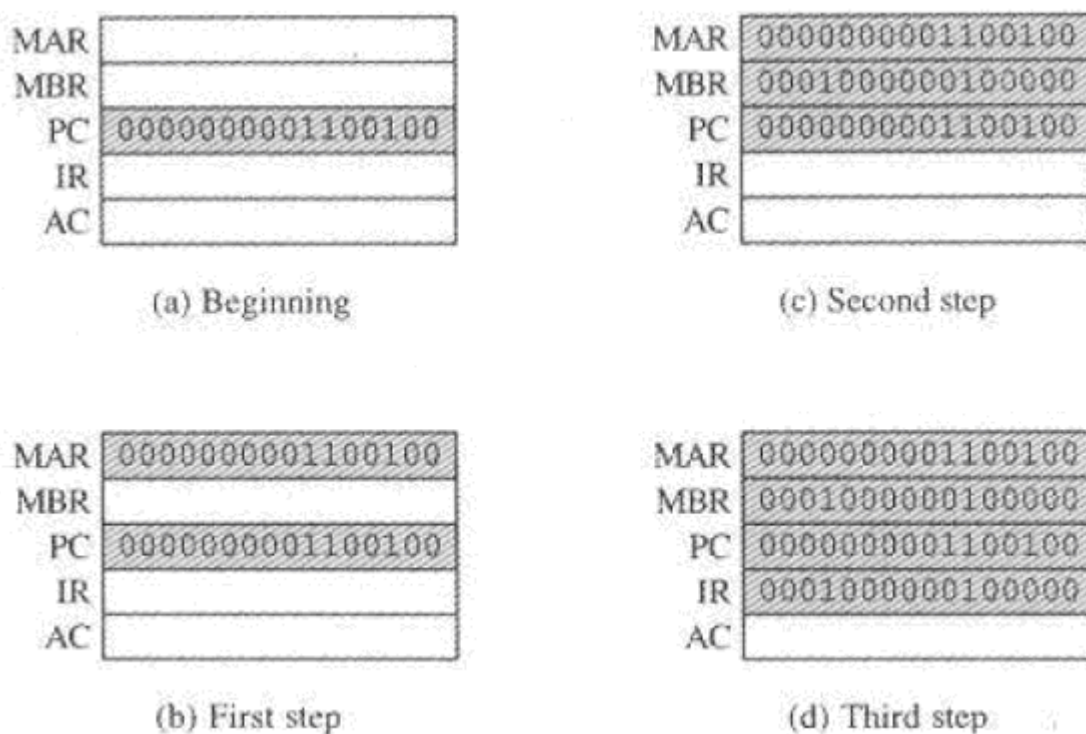 MAR
MBR
PC 0000000001100100
IR
AC
(a) Beginning
MAR 0000000001100100
MBR 0001000000100000
PC 0000000001100100
IR
AC
(c) Second step
MAR 0000000001100100
MBR
PC 0000000001100100
IR
AC
(b) First step
MAR 0000000001100100
MBR 0001000000100000
PC 0000000001100100
IR 0001000000100000
AC
(d) Third step